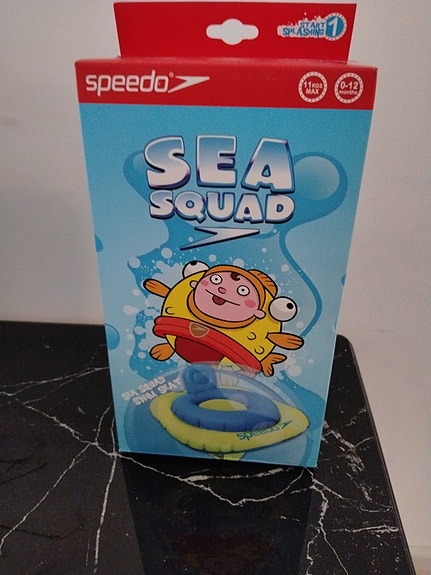 START
SPLASHING 1
speedo
11KGS
MAX
0-12
months
SEA
SQUAD
SEA SQUAD
SWIM SEAT
speedo